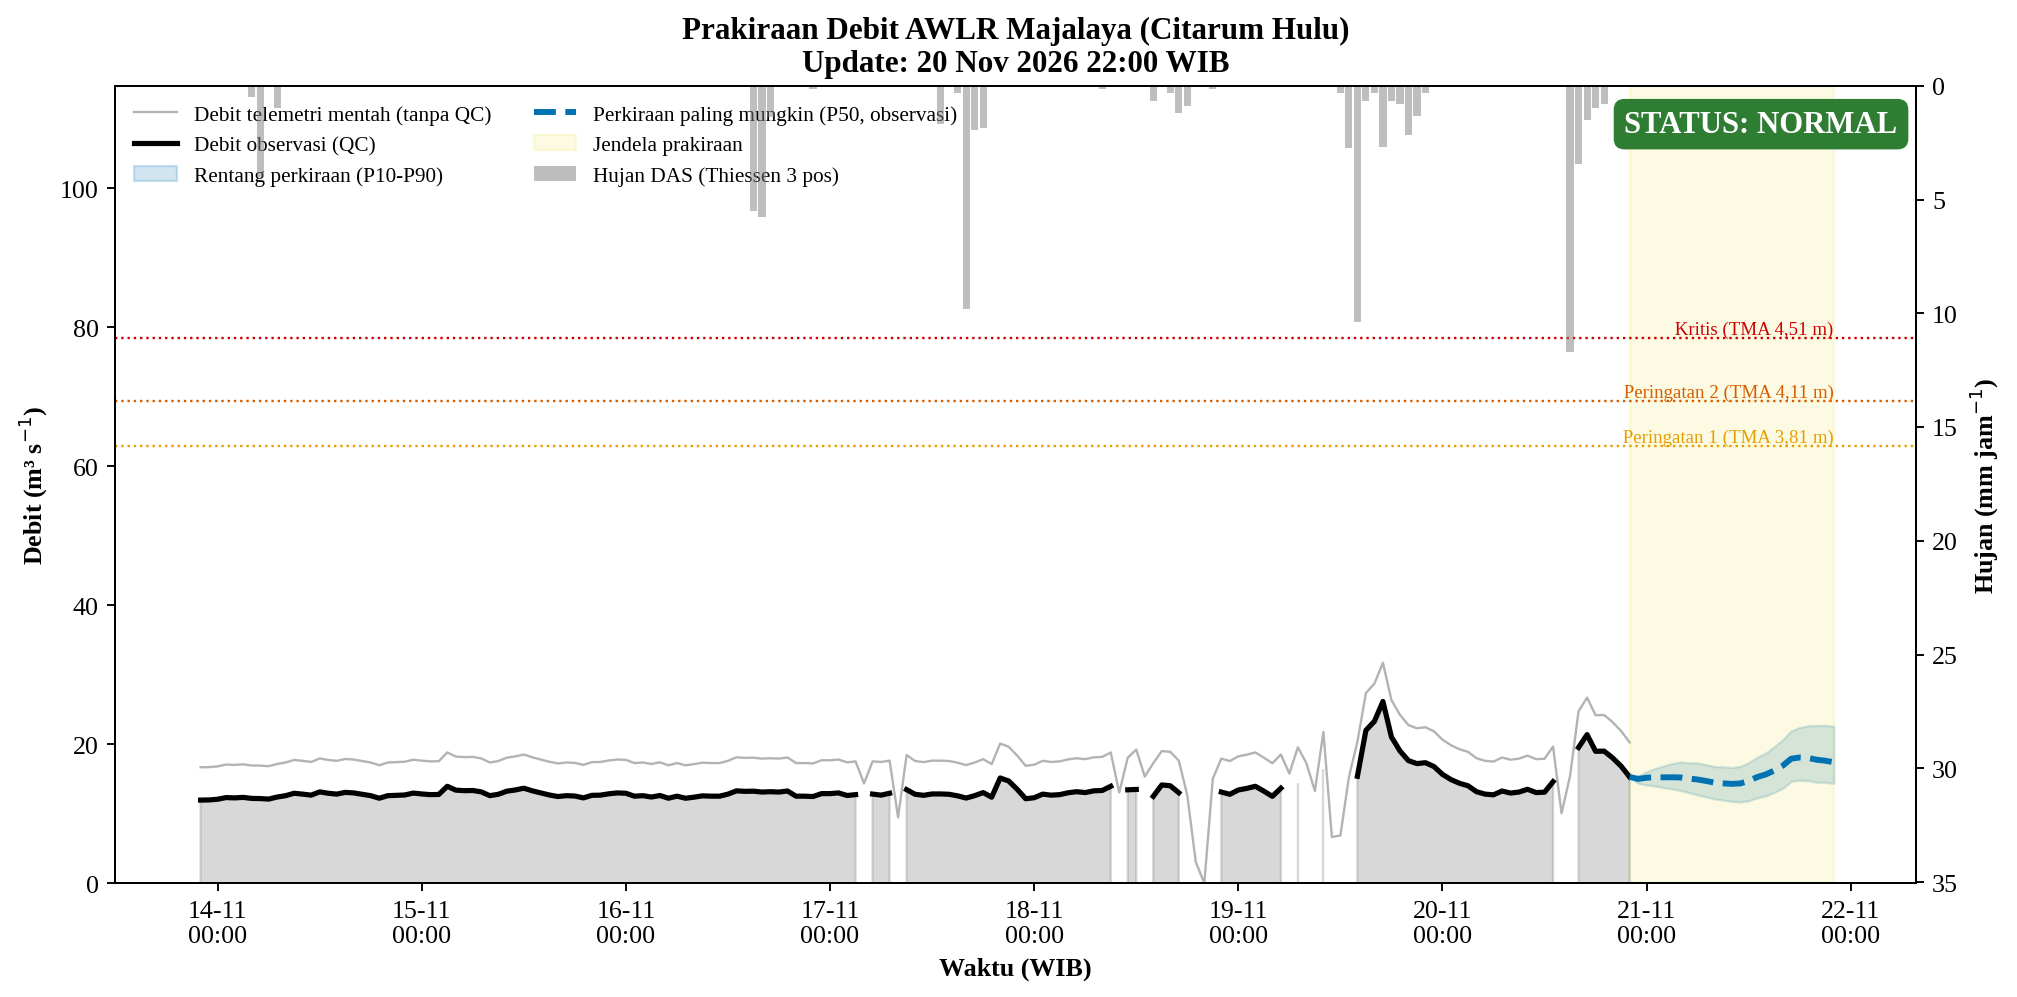 Prakiraan Debit AWLR Majalaya (Citarum Hulu)
Update: 20 Nov 2026 22:00 WIB
Debit telemetri mentah (tanpa QC)
Debit observasi (QC)
Rentang perkiraan (P10-P90)
Perkiraan paling mungkin (P50, observasi)
Jendela prakiraan
Hujan DAS (Thiessen 3 pos)
STATUS: NORMAL
Kritis (TMA 4,51 m)
Peringatan 2 (TMA 4,11 m)
Peringatan 1 (TMA 3,81 m)
Debit (m³ s⁻¹)
100
80
60
40
20
0
Hujan (mm jam⁻¹)
0
5
10
15
20
25
30
35
14-11
00:00
15-11
00:00
16-11
00:00
17-11
00:00
18-11
00:00
19-11
00:00
20-11
00:00
21-11
00:00
22-11
00:00
Waktu (WIB)